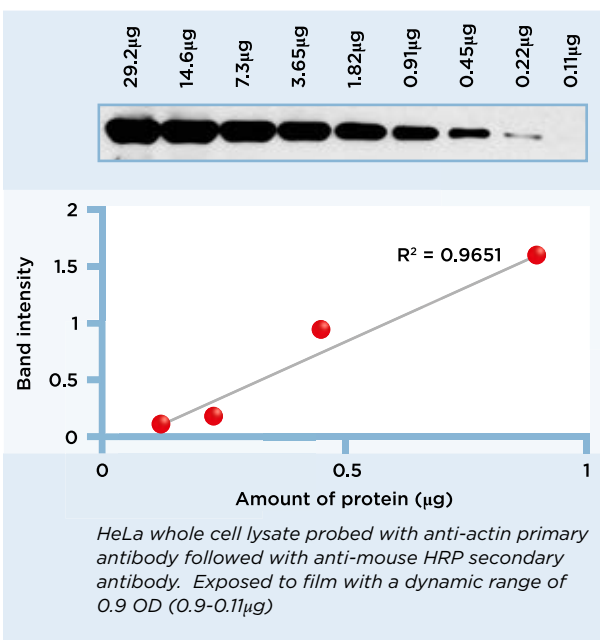 29.2μg 14.6μg 7.3μg 3.65μg 1.82μg 0.91μg 0.45μg 0.22μg 0.11μg
2
R² = 0.9651
1.5
Band intensity
1
0.5
0
0 0.5 1
Amount of protein (μg)
HeLa whole cell lysate probed with anti-actin primary
antibody followed with anti-mouse HRP secondary
antibody.  Exposed to film with a dynamic range of
0.9 OD (0.9-0.11μg)